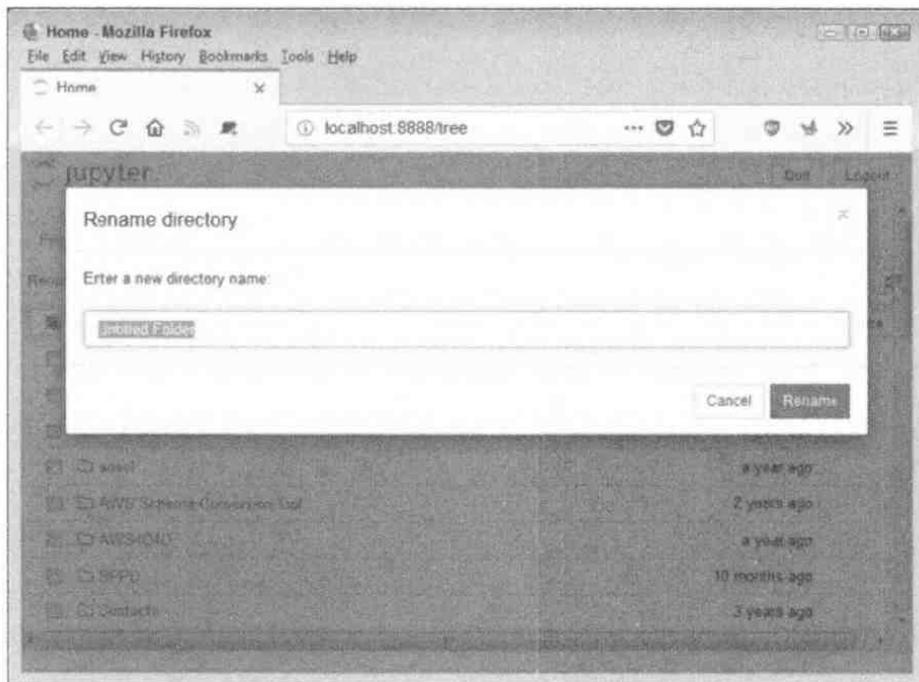 Home - Mozilla Firefox
File Edit View History Bookmarks Tools Help
Home
localhost:8888/tree
jupyter
Quit Logout
Rename directory
Enter a new directory name:
Untitled Folder
Cancel Rename
a year ago
AWS Schema Conversion Tool 2 years ago
a year ago
BPPD 10 months ago
Contacts 3 years ago